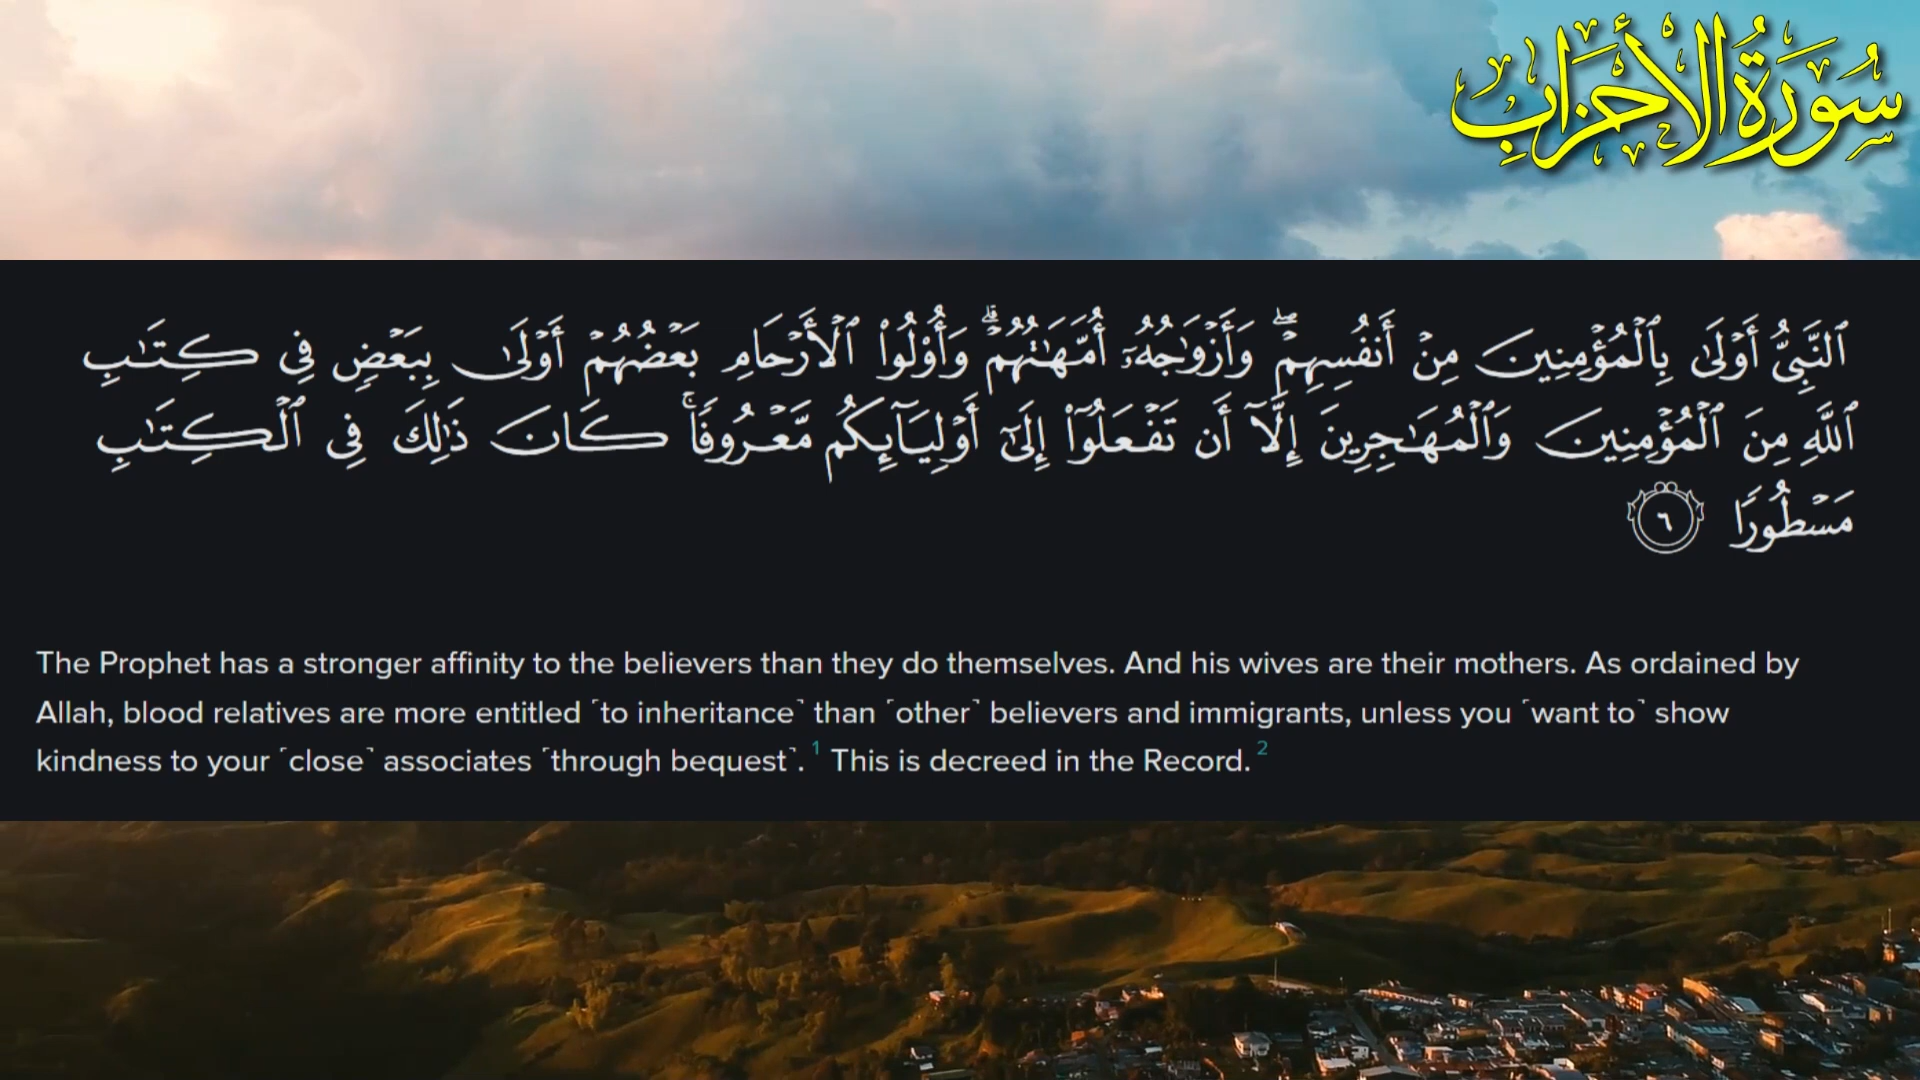 سُورَةُ الأَحْزَابِ
ٱلنَّبِىُّ أَوْلَىٰ بِٱلْمُؤْمِنِينَ مِنْ أَنفُسِهِمْ ۖ وَأَزْوَٰجُهُۥٓ أُمَّهَـٰتُهُمْ ۗ وَأُو۟لُوا۟ ٱلْأَرْحَامِ بَعْضُهُمْ أَوْلَىٰ بِبَعْضٍ فِى كِتَـٰبِ
ٱللَّهِ مِنَ ٱلْمُؤْمِنِينَ وَٱلْمُهَـٰجِرِينَ إِلَّآ أَن تَفْعَلُوٓا۟ إِلَىٰٓ أَوْلِيَآئِكُم مَّعْرُوفًا ۚ كَانَ ذَٰلِكَ فِى ٱلْكِتَـٰبِ
مَسْطُورًا ٦
The Prophet has a stronger affinity to the believers than they do themselves. And his wives are their mothers. As ordained by
Allah, blood relatives are more entitled ˹to inheritance˺ than ˹other˺ believers and immigrants, unless you ˹want to˺ show
kindness to your ˹close˺ associates ˹through bequest˺. 1 This is decreed in the Record. 2